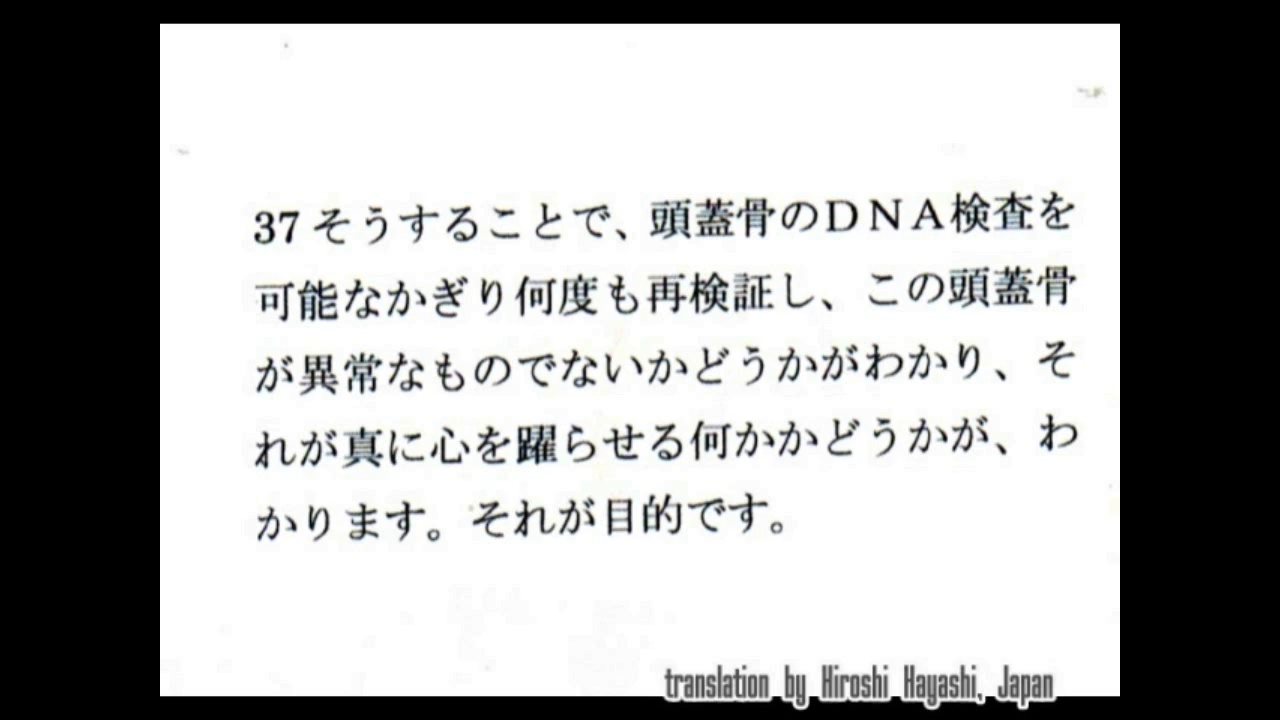 37 そうすることで、頭蓋骨のＤＮＡ検査を
可能なかぎり何度も再検証し、この頭蓋骨
が異常なものでないかどうかがわかり、そ
れが真に心を躍らせる何かかどうかが、わ
かります。それが目的です。
translation by Hiroshi Hayashi, Japan